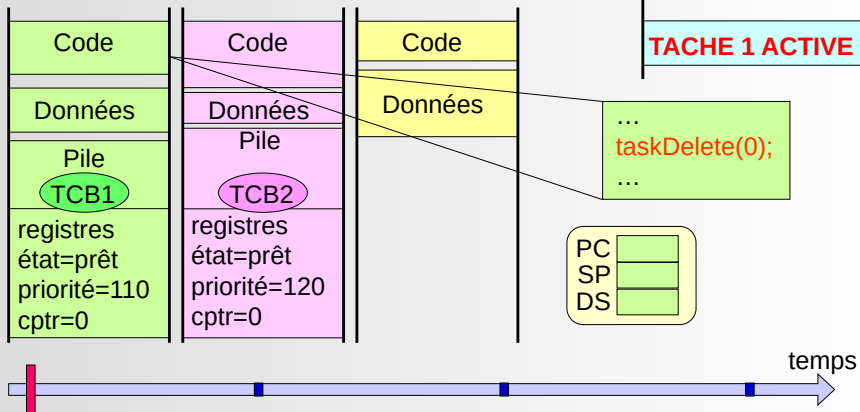 Code
Données
Pile
TCB1
registres
état=prêt
priorité=110
cptr=0
Code
Données
Pile
TCB2
registres
état=prêt
priorité=120
cptr=0
Code
Données
TACHE 1 ACTIVE
...
taskDelete(0);
...
PC
SP
DS
temps